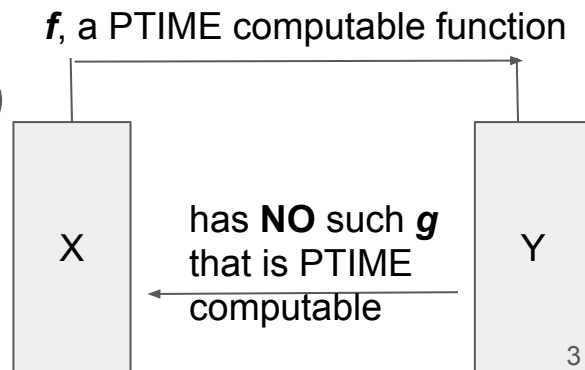 f, a PTIME computable function
)
X
has NO such g
that is PTIME
computable
Y
3